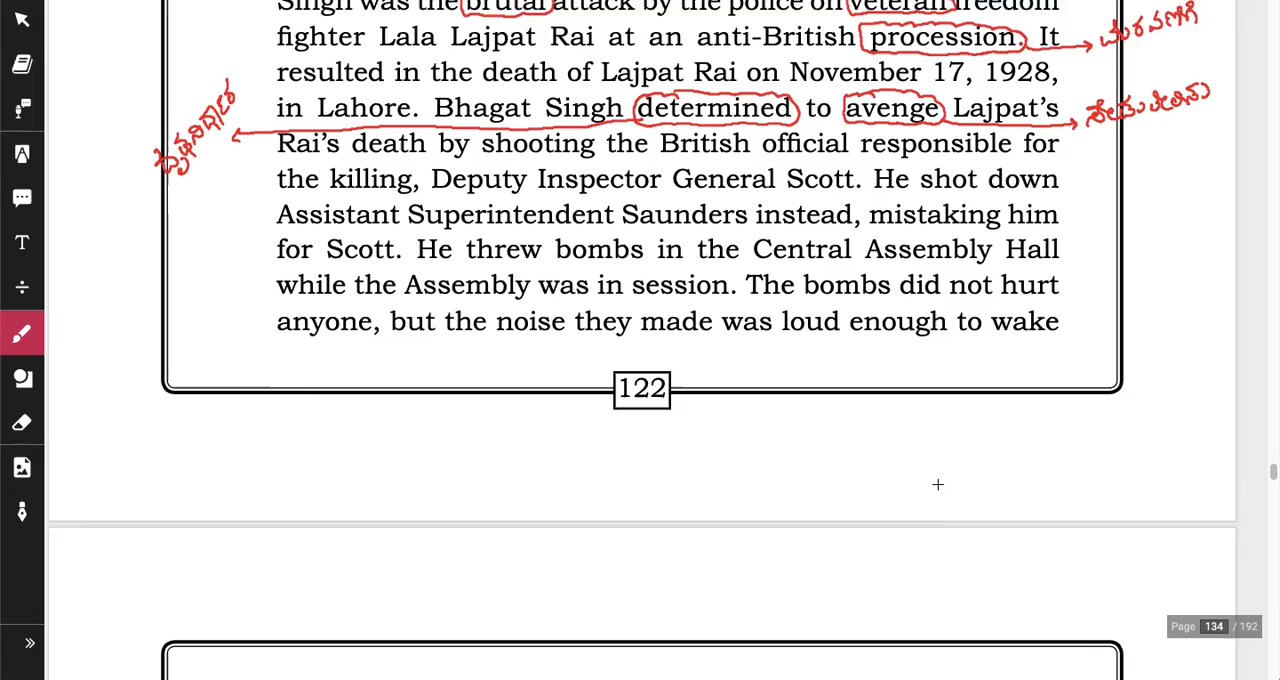 Singh was the brutal attack by the police on veteran freedom
fighter Lala Lajpat Rai at an anti-British procession. It
ಮೆರವಣಿಗೆ
resulted in the death of Lajpat Rai on November 17, 1928,
in Lahore. Bhagat Singh determined to avenge Lajpat's
Rai's death by shooting the British official responsible for
the killing, Deputy Inspector General Scott. He shot down
Assistant Superintendent Saunders instead, mistaking him
for Scott. He threw bombs in the Central Assembly Hall
while the Assembly was in session. The bombs did not hurt
anyone, but the noise they made was loud enough to wake
122
Page 134 / 192